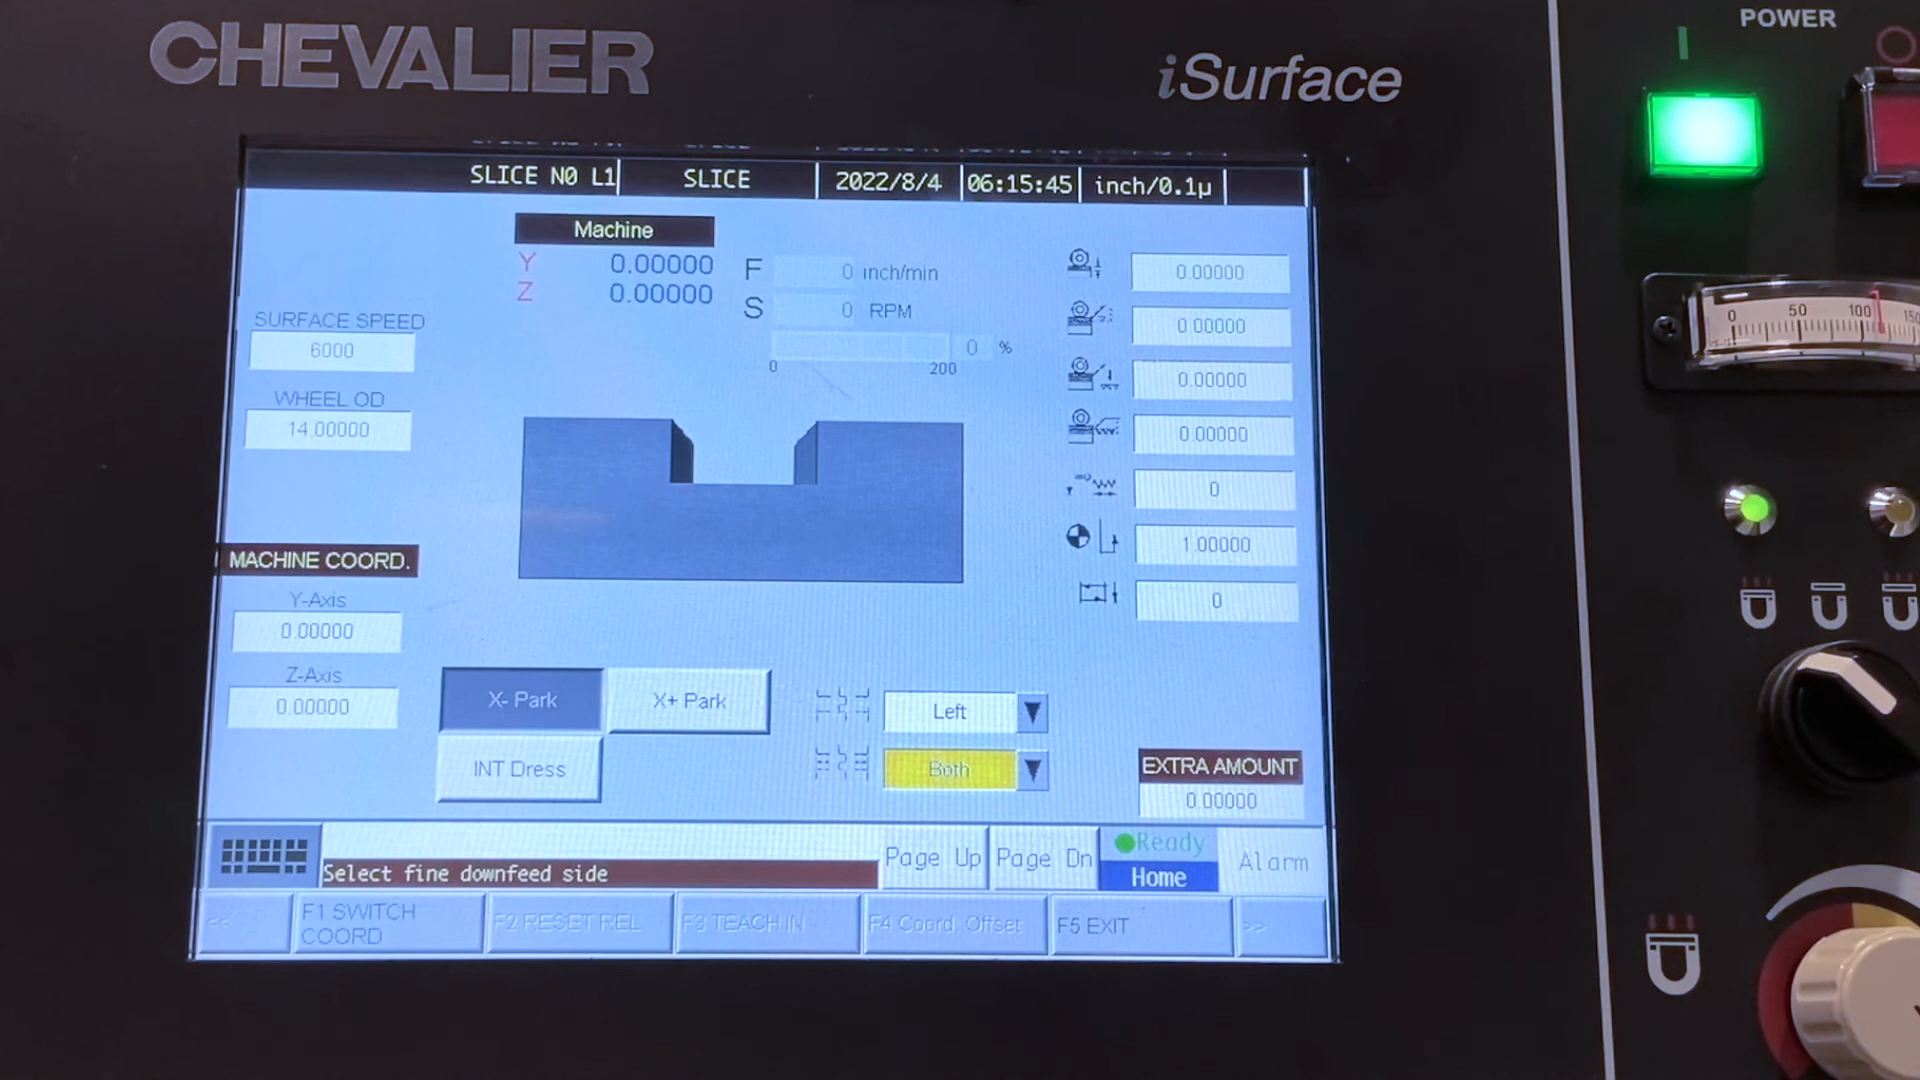 CHEVALIER
iSurface
POWER
SLICE N0 L1
SLICE
2022/8/4
06:15:45
inch/0.1µ
Machine
Y 0.00000
Z 0.00000
F 0 inch/min
S 0 RPM
0 %
0 200
SURFACE SPEED
6000
WHEEL OD
14.00000
MACHINE COORD.
Y-Axis
0.00000
Z-Axis
0.00000
0.00000
0.00000
0.00000
0.00000
0
1.00000
0
X- Park
X+ Park
INT Dress
Left
Both
EXTRA AMOUNT
0.00000
Select fine downfeed side
Page Up
Page Dn
Ready
Home
Alarm
<<
F1 SWITCH
COORD
F2 RESET REL
F3 TEACH IN
F4 Coord. Offset
F5 EXIT
>>
0 50 100 150